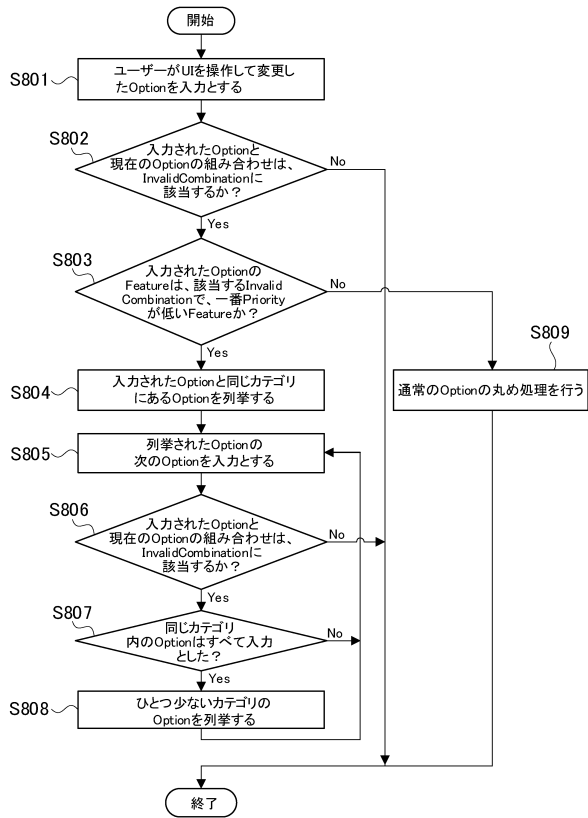 開始
S801
ユーザーがUIを操作して変更し
たOptionを入力とする
S802
入力されたOptionと
現在のOptionの組み合わせは、
InvalidCombinationに
該当するか？
No
Yes
S803
入力されたOptionの
Featureは、該当するInvalid
Combinationで、一番Priority
が低いFeatureか？
No
Yes
S809
通常のOptionの丸め処理を行う
S804
入力されたOptionと同じカテゴリ
にあるOptionを列挙する
S805
列挙されたOptionの
次のOptionを入力とする
S806
入力されたOptionと
現在のOptionの組み合わせは、
InvalidCombinationに
該当するか？
No
Yes
S807
同じカテゴリ
内のOptionはすべて入力
とした？
No
Yes
S808
ひとつ少ないカテゴリの
Optionを列挙する
終了